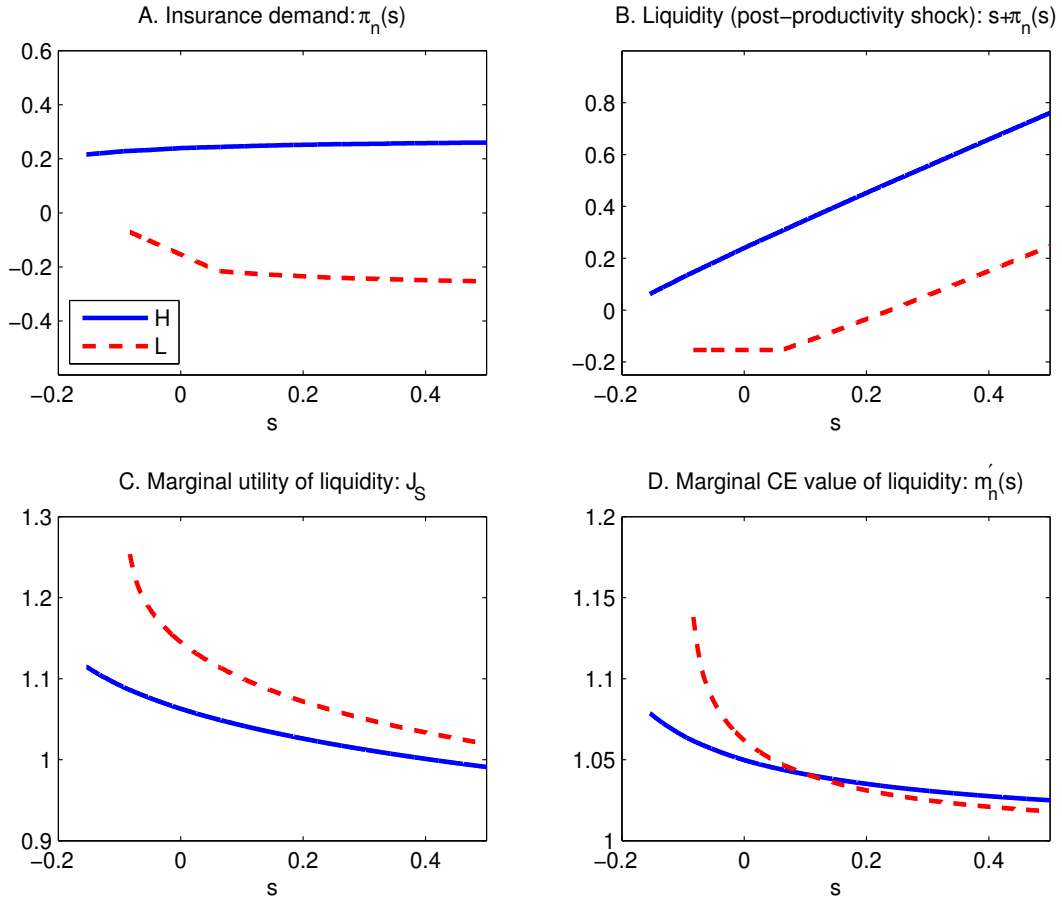 A. Insurance demand: π_n(s)
0.6
0.4
0.2
0
−0.2
−0.4
H
L
−0.2 0 0.2 0.4
s
B. Liquidity (post−productivity shock): s+π_n(s)
0.8
0.6
0.4
0.2
0
−0.2
−0.2 0 0.2 0.4
s
C. Marginal utility of liquidity: J_S
1.3
1.2
1.1
1
0.9
−0.2 0 0.2 0.4
s
D. Marginal CE value of liquidity: m′_n(s)
1.2
1.15
1.1
1.05
1
−0.2 0 0.2 0.4
s